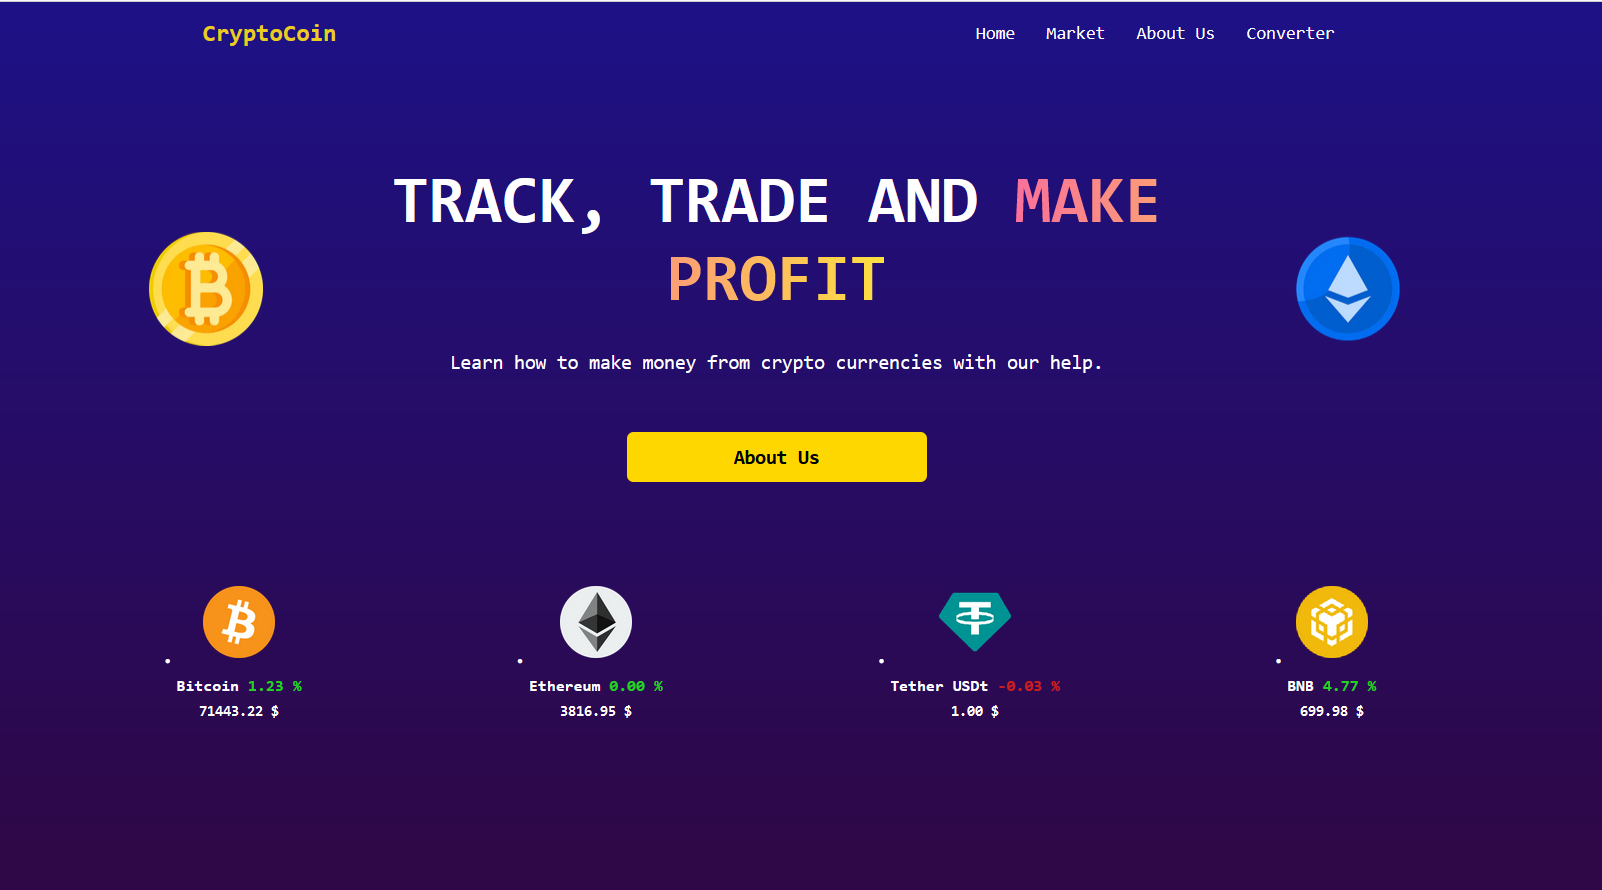 CryptoCoin
Home Market About Us Converter
TRACK, TRADE AND MAKE
PROFIT
Learn how to make money from crypto currencies with our help.
About Us
Bitcoin 1.23 %
71443.22 $
Ethereum 0.00 %
3816.95 $
Tether USDt -0.03 %
1.00 $
BNB 4.77 %
699.98 $